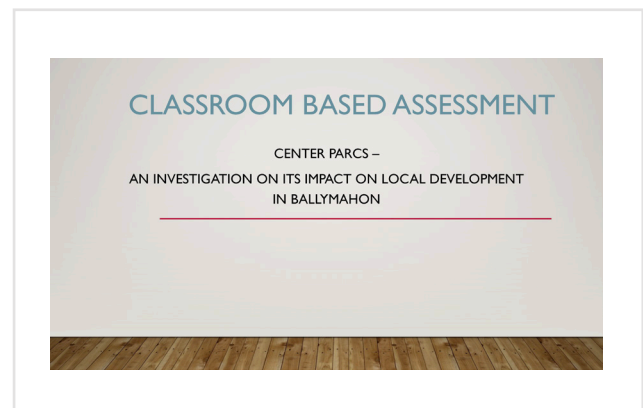 CLASSROOM BASED ASSESSMENT
CENTER PARCS –
AN INVESTIGATION ON ITS IMPACT ON LOCAL DEVELOPMENT
IN BALLYMAHON